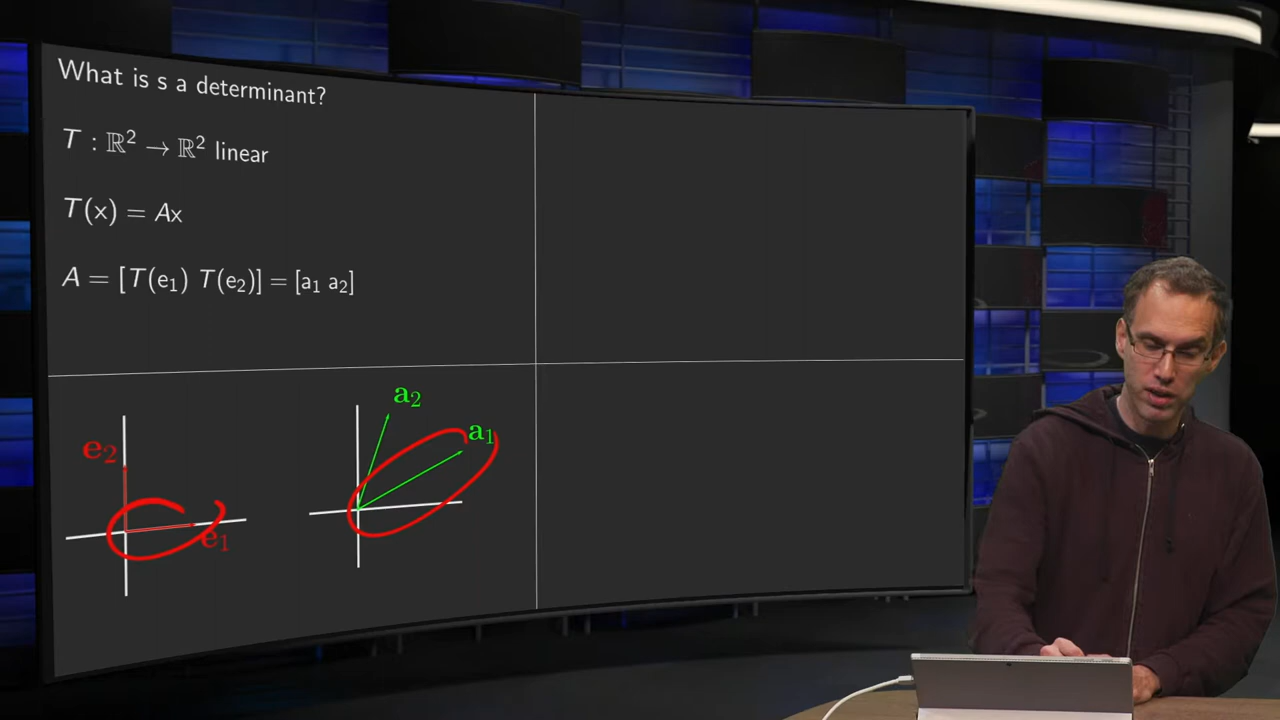 What is s a determinant?
T : ℝ² → ℝ² linear
T(x) = Ax
A = [T(e₁) T(e₂)] = [a₁ a₂]
a₂
a₁
e₂
e₁